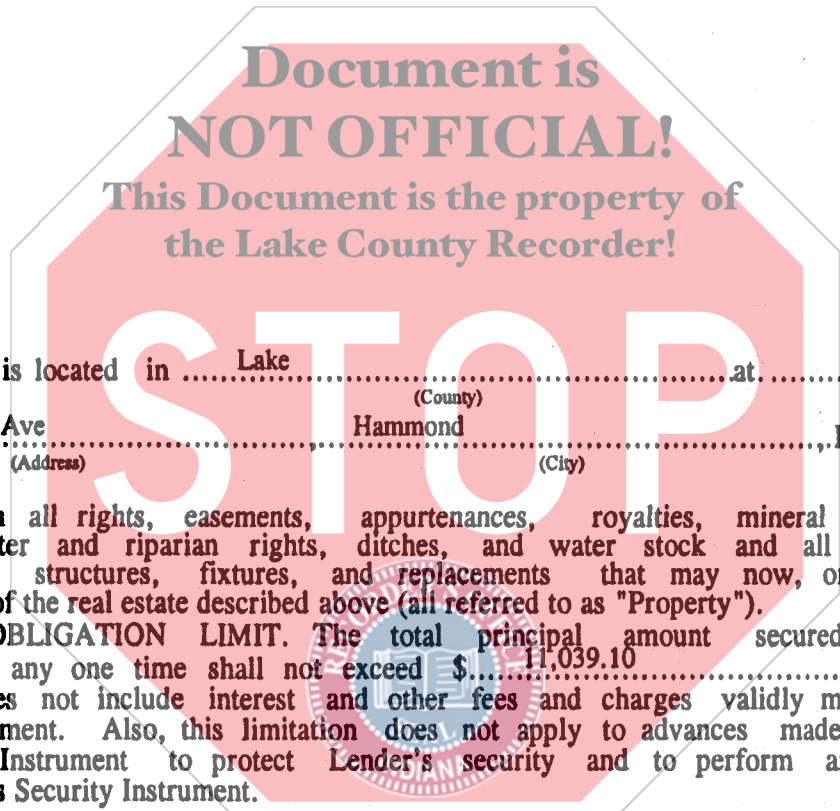 Document is
NOT OFFICIAL!
This Document is the property of
the Lake County Recorder!
STOP
is located in ..... Lake ..... at .....
(County)
Ave ..... , Hammond ..... ,
(Address) (City)
all rights, easements, appurtenances, royalties, mineral
ter and riparian rights, ditches, and water stock and all
structures, fixtures, and replacements that may now, or
of the real estate described above (all referred to as "Property").
OBLIGATION LIMIT. The total principal amount secured
any one time shall not exceed $ ..... 11,039.10 .....
es not include interest and other fees and charges validly m
ment. Also, this limitation does not apply to advances made
Instrument to protect Lender's security and to perform a
s Security Instrument.
RECORDER'S
SEAL
INDIANA